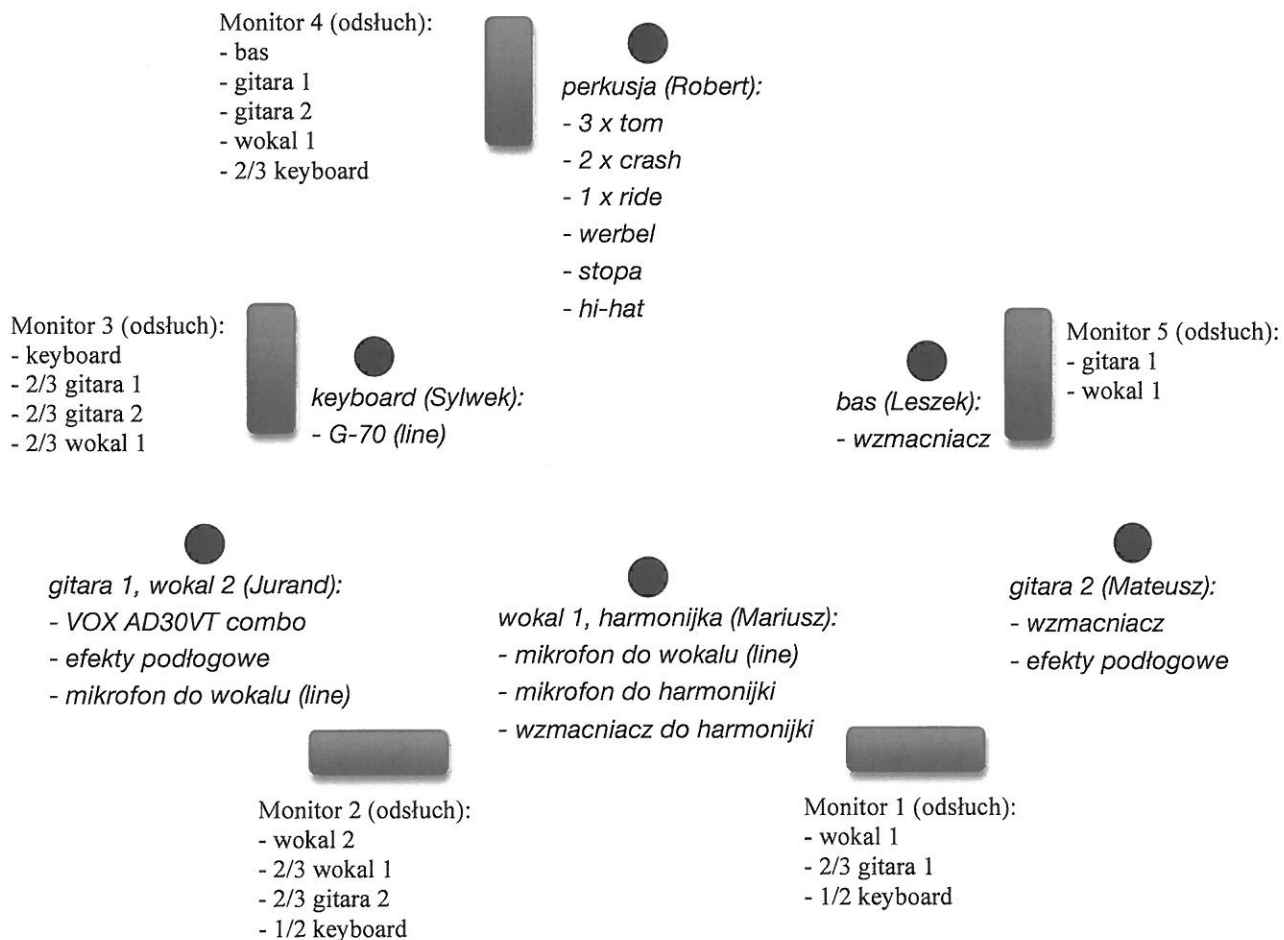 Monitor 4 (odsłuch):
- bas
- gitara 1
- gitara 2
- wokal 1
- 2/3 keyboard
perkusja (Robert):
- 3 x tom
- 2 x crash
- 1 x ride
- werbel
- stopa
- hi-hat
Monitor 3 (odsłuch):
- keyboard
- 2/3 gitara 1
- 2/3 gitara 2
- 2/3 wokal 1
keyboard (Sylwek):
- G-70 (line)
bas (Leszek):
- wzmacniacz
Monitor 5 (odsłuch):
- gitara 1
- wokal 1
gitara 1, wokal 2 (Jurand):
- VOX AD30VT combo
- efekty podłogowe
- mikrofon do wokalu (line)
wokal 1, harmonijka (Mariusz):
- mikrofon do wokalu (line)
- mikrofon do harmonijki
- wzmacniacz do harmonijki
gitara 2 (Mateusz):
- wzmacniacz
- efekty podłogowe
Monitor 2 (odsłuch):
- wokal 2
- 2/3 wokal 1
- 2/3 gitara 2
- 1/2 keyboard
Monitor 1 (odsłuch):
- wokal 1
- 2/3 gitara 1
- 1/2 keyboard